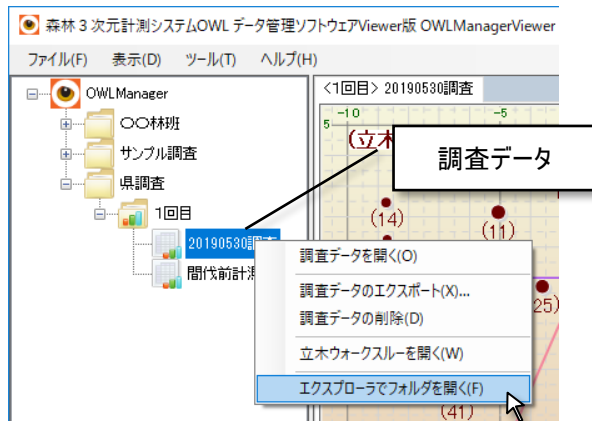 森林３次元計測システムOWL データ管理ソフトウェアViewer版 OWLManagerViewer
ファイル(F) 表示(D) ツール(T) ヘルプ(H)
OWLManager
〇〇林班
サンプル調査
県調査
1回目
20190530調査
間伐前計測
<1回目> 20190530調査
-10 -5
5
(立木
調査データ
(14)
(11)
25)
調査データを開く(O)
調査データのエクスポート(X)...
調査データの削除(D)
立木ウォークスルーを開く(W)
エクスプローラでフォルダを開く(F)
(41)